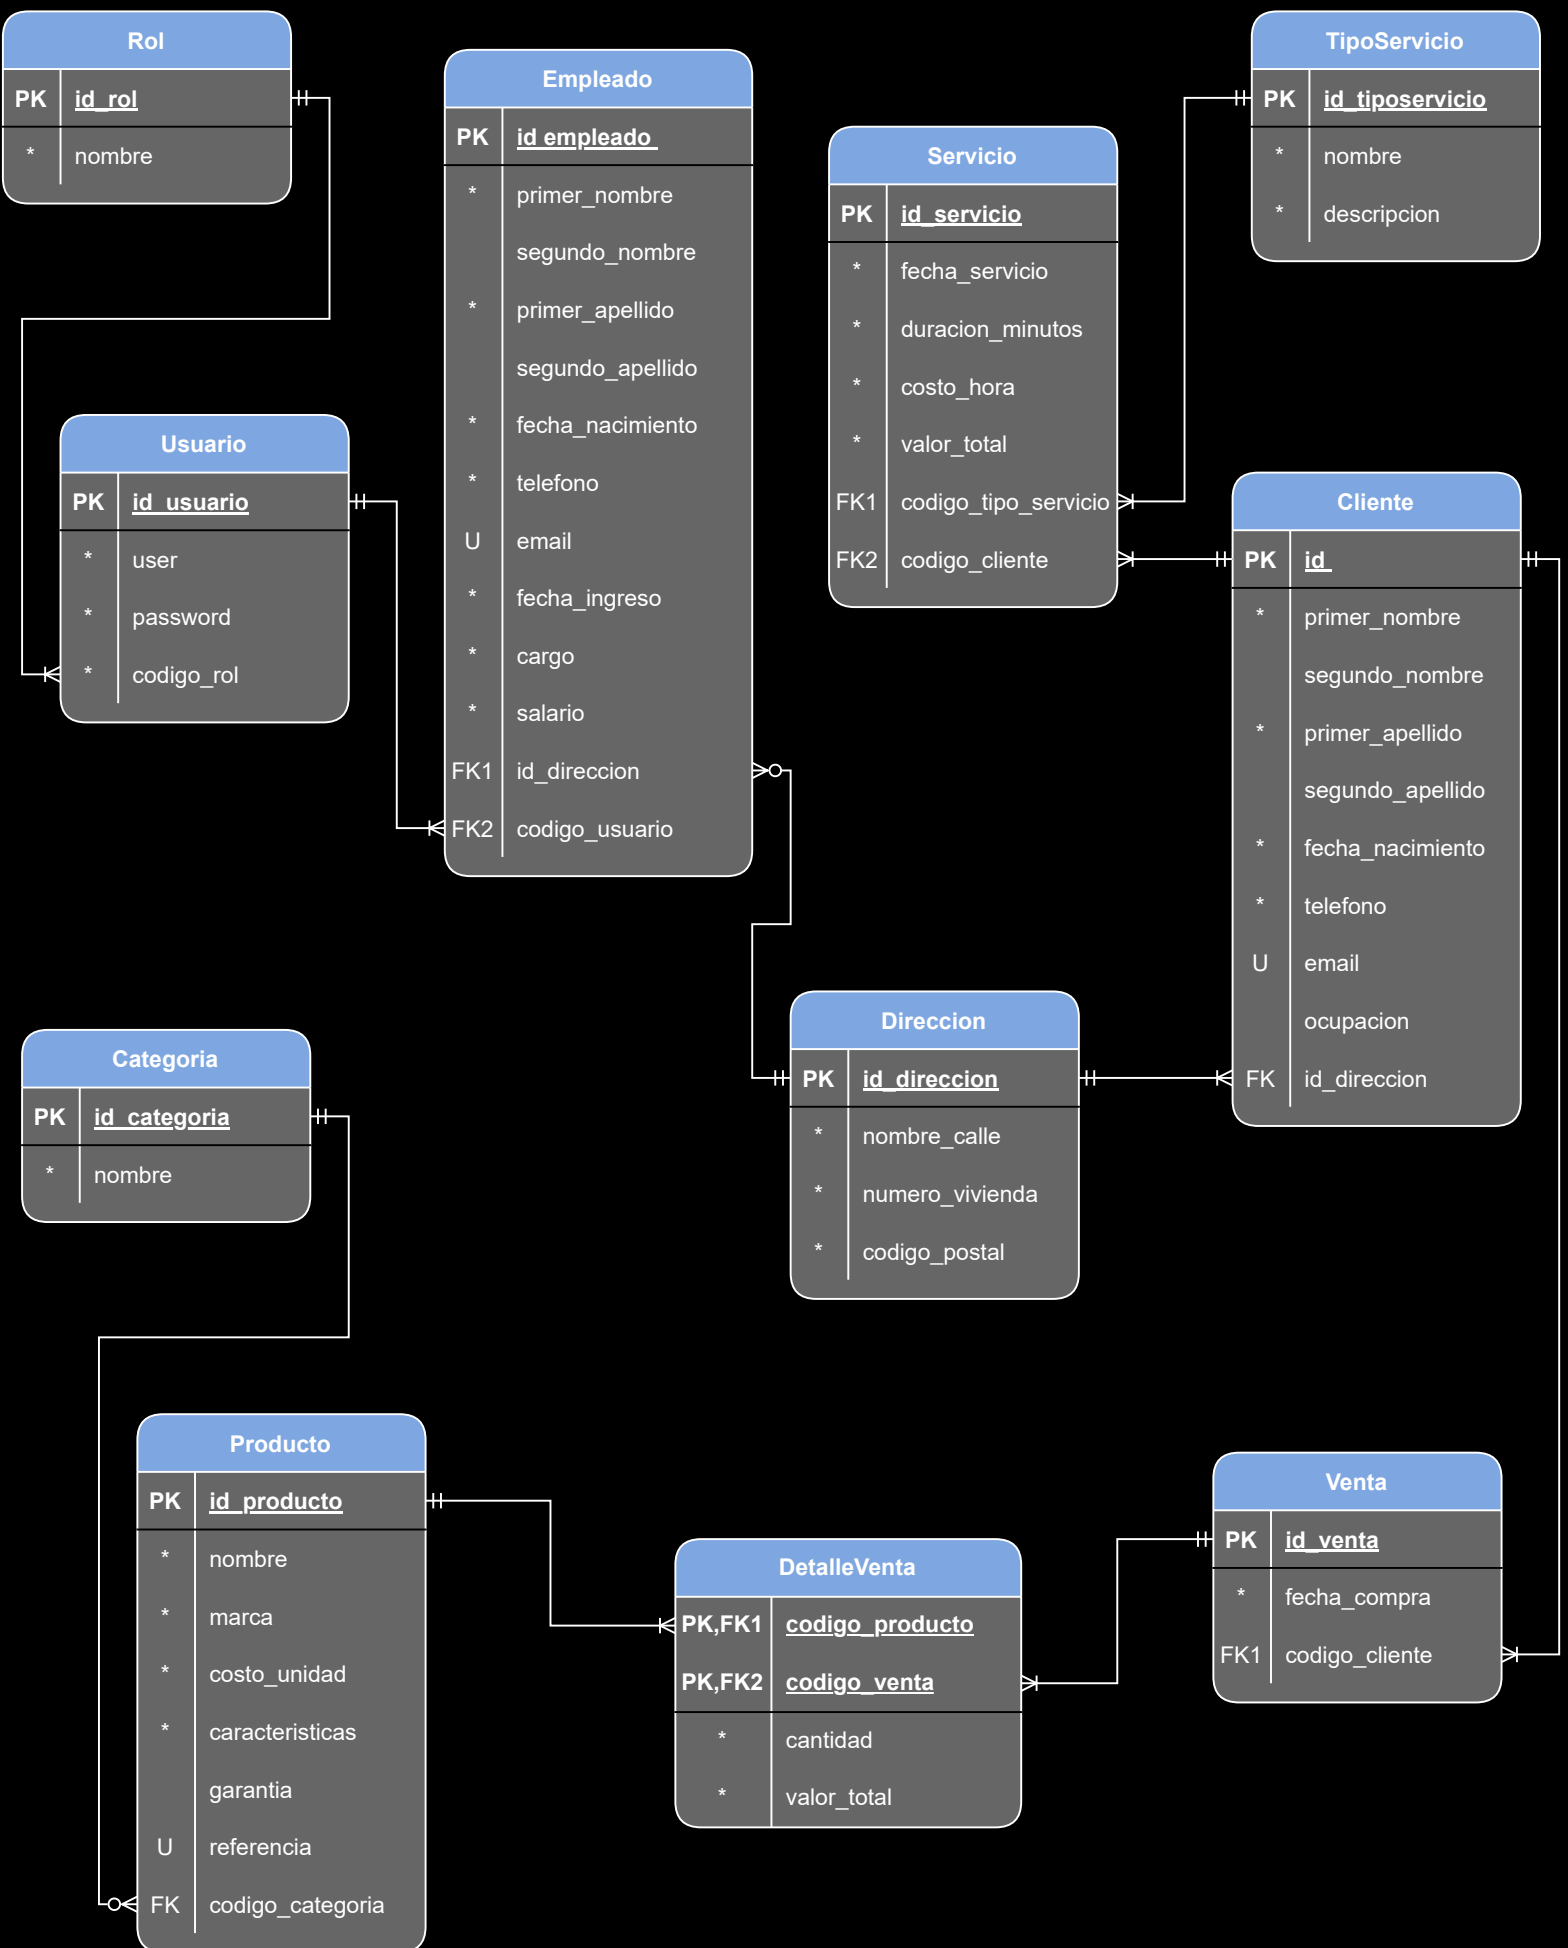 Rol
PK id_rol
* nombre
Empleado
PK id empleado
* primer_nombre
segundo_nombre
* primer_apellido
segundo_apellido
* fecha_nacimiento
* telefono
U email
* fecha_ingreso
* cargo
* salario
FK1 id_direccion
FK2 codigo_usuario
TipoServicio
PK id_tiposervicio
* nombre
* descripcion
Servicio
PK id_servicio
* fecha_servicio
* duracion_minutos
* costo_hora
* valor_total
FK1 codigo_tipo_servicio
FK2 codigo_cliente
Usuario
PK id_usuario
* user
* password
* codigo_rol
Cliente
PK id
* primer_nombre
segundo_nombre
* primer_apellido
segundo_apellido
* fecha_nacimiento
* telefono
U email
ocupacion
FK id_direccion
Direccion
PK id_direccion
* nombre_calle
* numero_vivienda
* codigo_postal
Categoria
PK id_categoria
* nombre
Producto
PK id_producto
* nombre
* marca
* costo_unidad
* caracteristicas
garantia
U referencia
FK codigo_categoria
DetalleVenta
PK,FK1 codigo_producto
PK,FK2 codigo_venta
* cantidad
* valor_total
Venta
PK id_venta
* fecha_compra
FK1 codigo_cliente